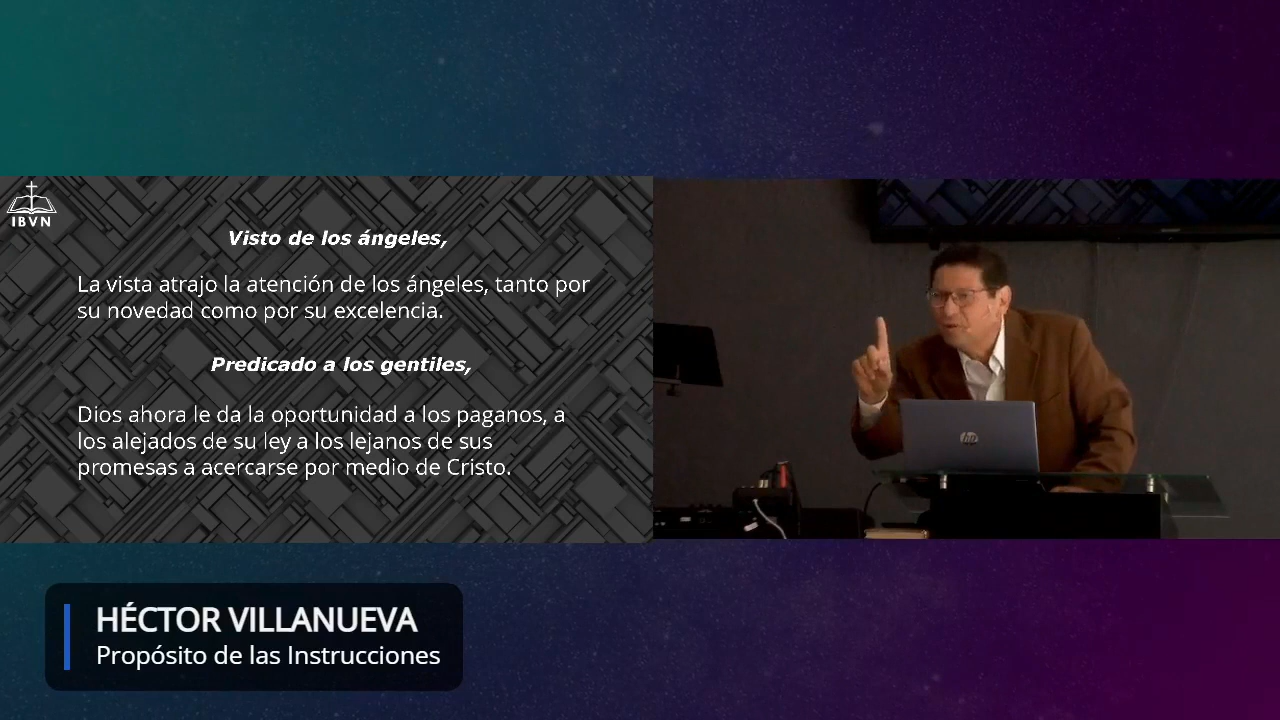 IBVN
Visto de los ángeles,
La vista atrajo la atención de los ángeles, tanto por
su novedad como por su excelencia.
Predicado a los gentiles,
Dios ahora le da la oportunidad a los paganos, a
los alejados de su ley a los lejanos de sus
promesas a acercarse por medio de Cristo.
hp
HÉCTOR VILLANUEVA
Propósito de las Instrucciones